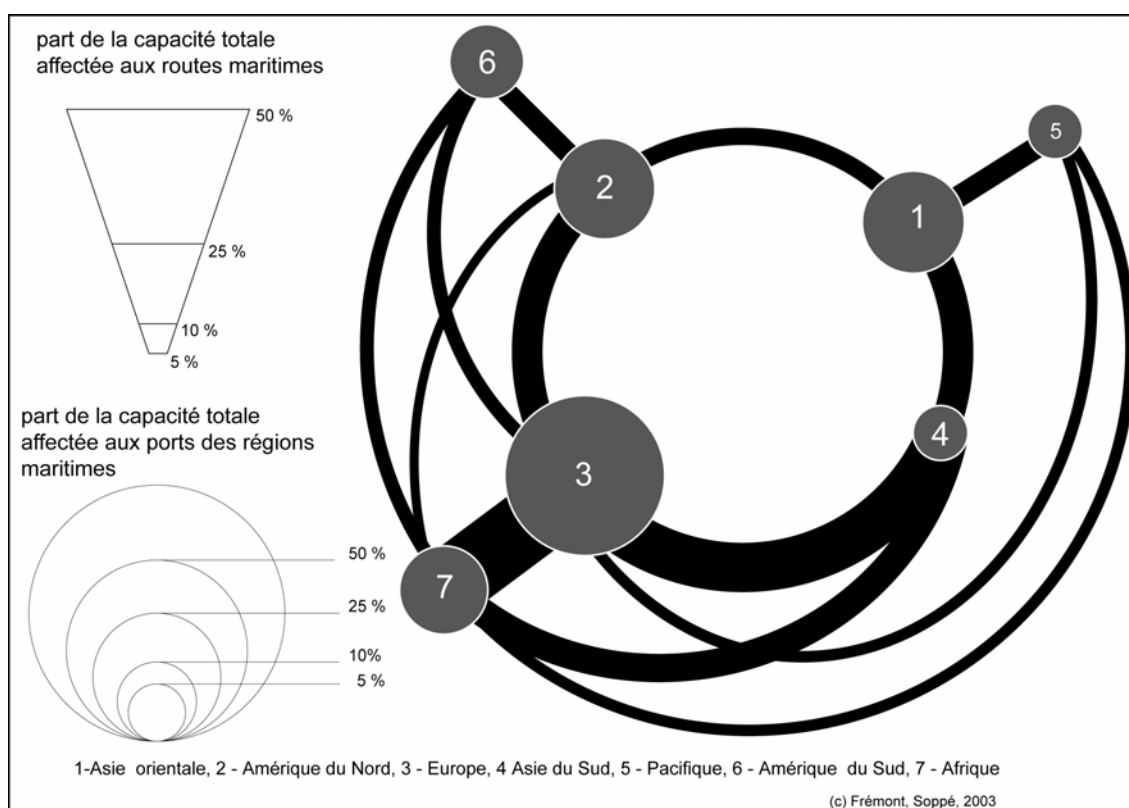 part de la capacité totale
affectée aux routes maritimes
50 %
25 %
10 %
5 %
part de la capacité totale
affectée aux ports des régions
maritimes
50 %
25 %
10%
5 %
6
5
2
1
4
3
7
1-Asie orientale, 2 - Amérique du Nord, 3 - Europe, 4 Asie du Sud, 5 - Pacifique, 6 - Amérique du Sud, 7 - Afrique
(c) Frémont, Soppé, 2003